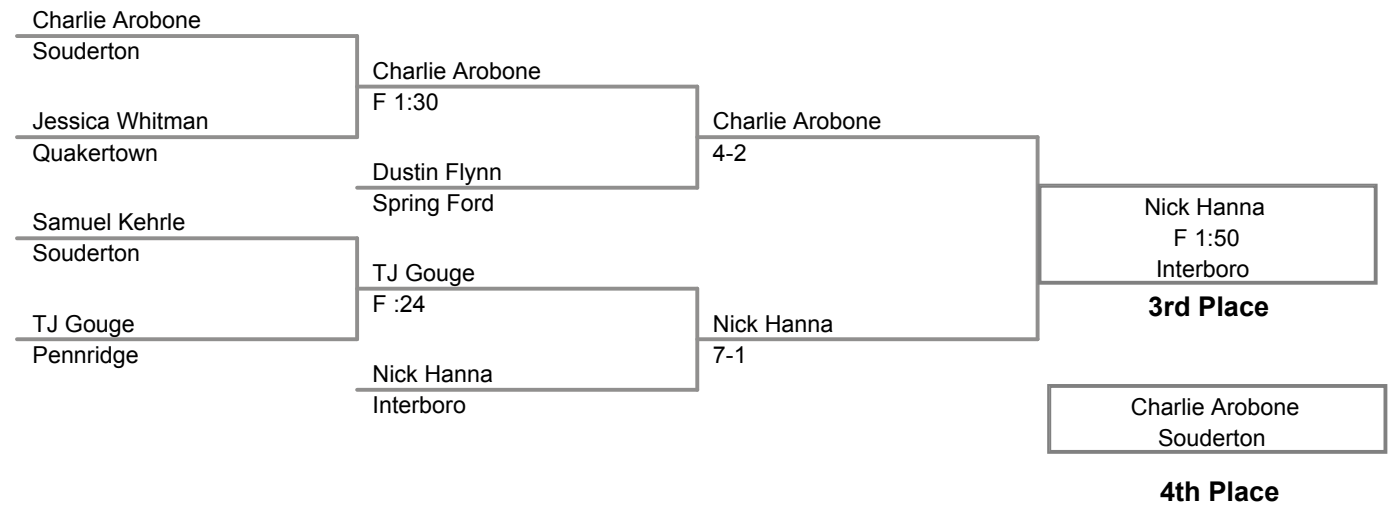 Charlie Arobone
Souderton
Charlie Arobone
F 1:30
Jessica Whitman
Quakertown
Charlie Arobone
4-2
Dustin Flynn
Spring Ford
Samuel Kehrle
Souderton
TJ Gouge
F :24
TJ Gouge
Pennridge
Nick Hanna
7-1
Nick Hanna
Interboro
Nick Hanna
F 1:50
Interboro
3rd Place
Charlie Arobone
Souderton
4th Place